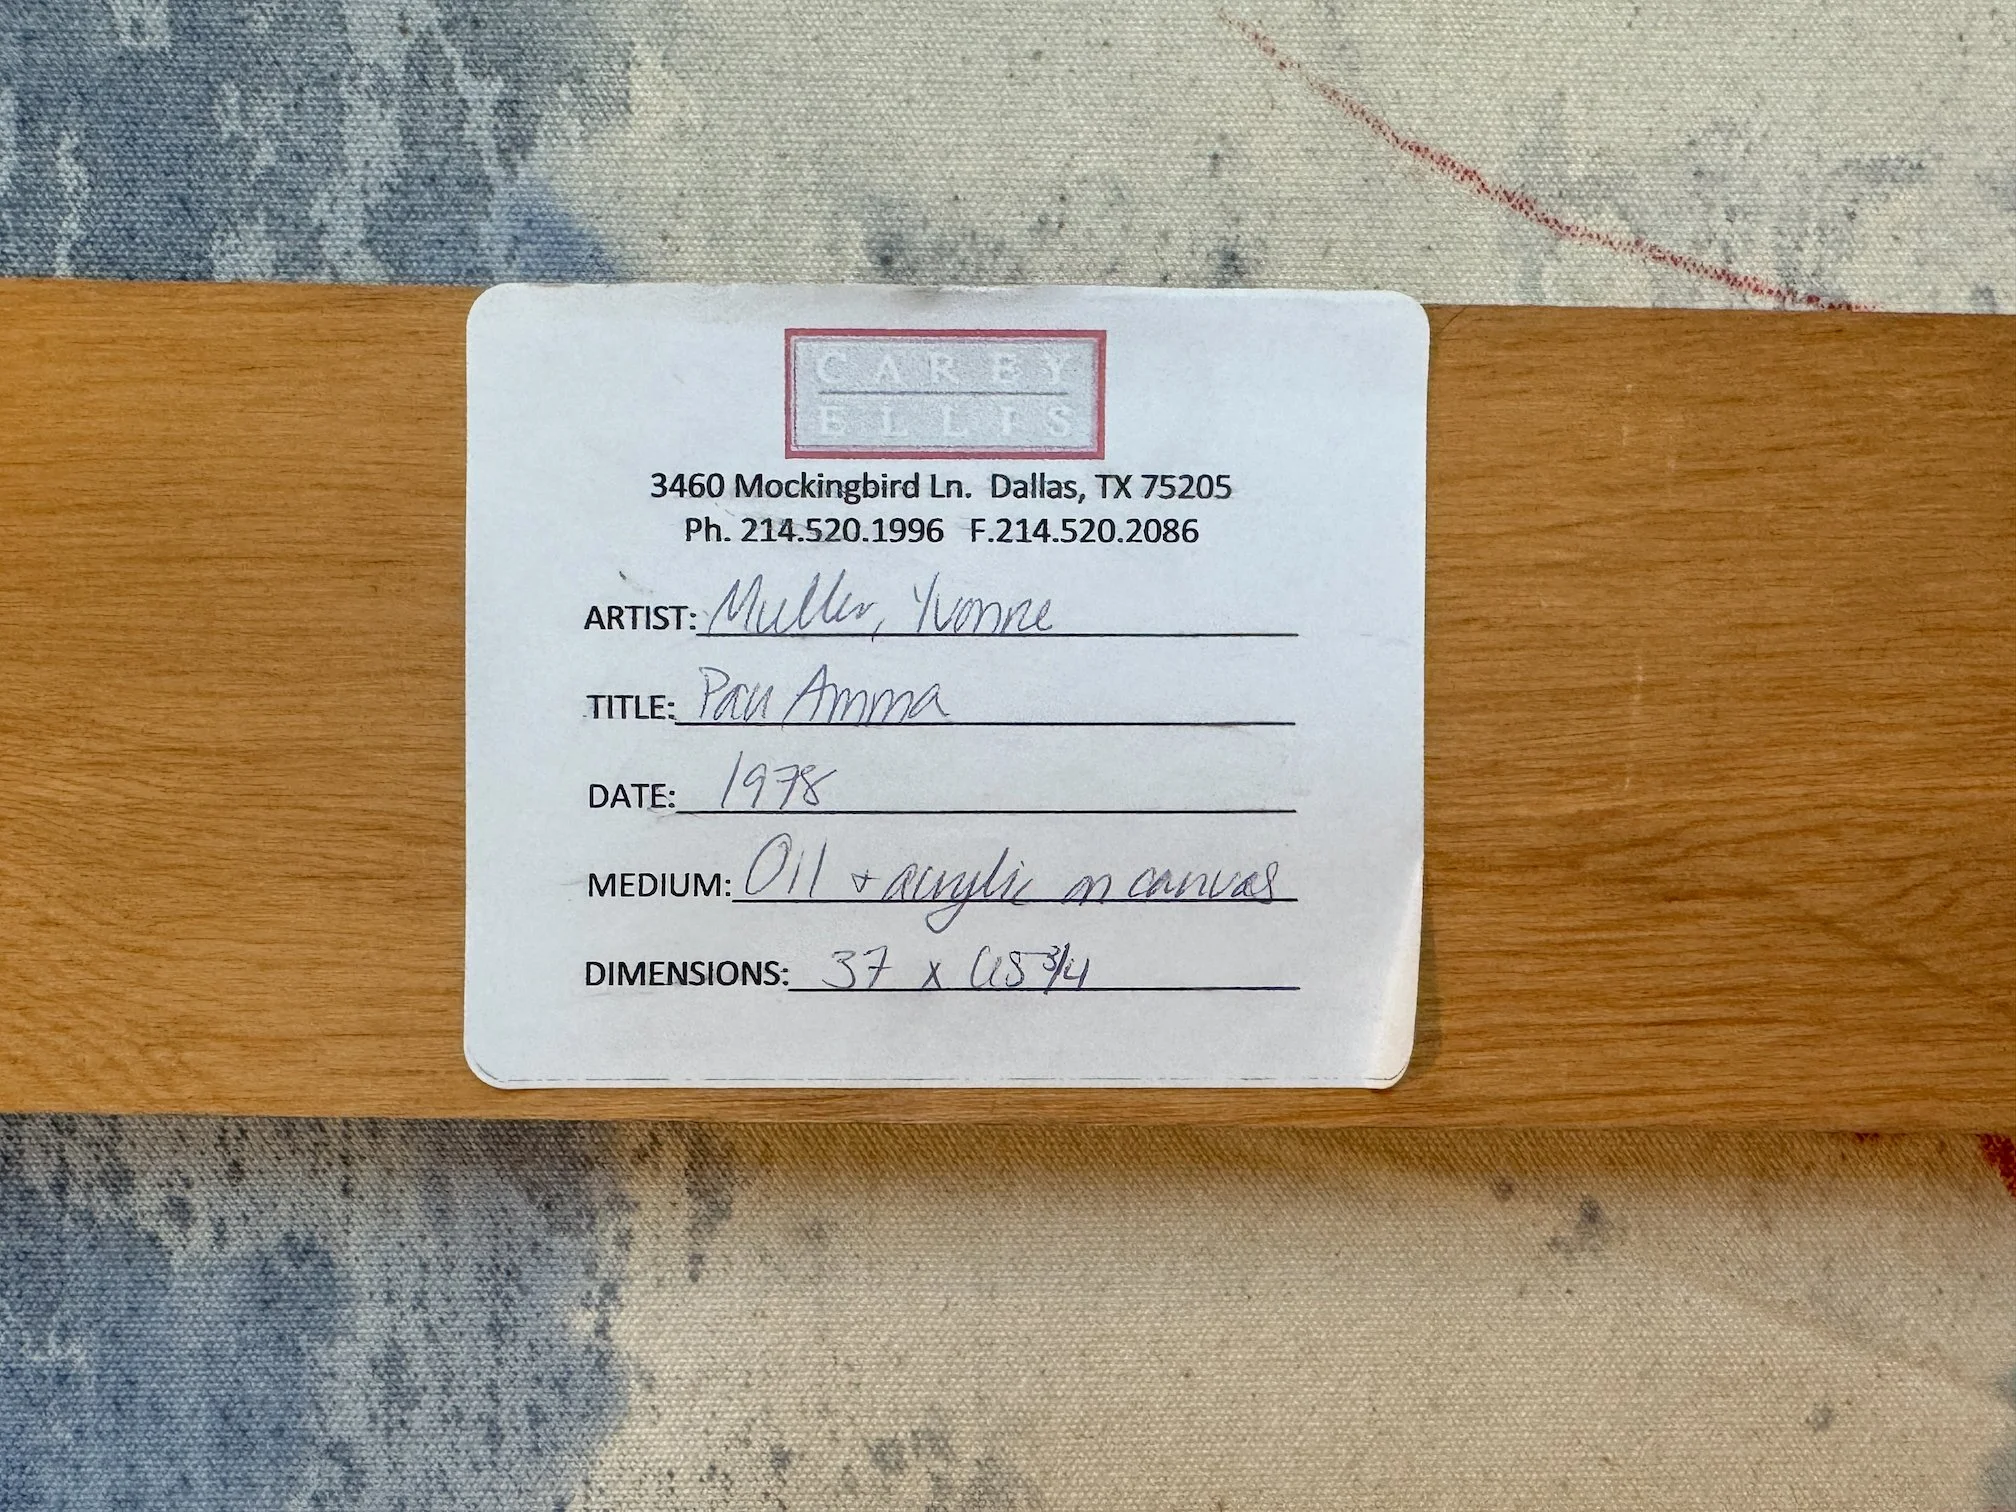 CAREY
ELLIS
3460 Mockingbird Ln. Dallas, TX 75205
Ph. 214.520.1996 F.214.520.2086
ARTIST: Muller, Yvonne
TITLE: Pau Amma
DATE: 1978
MEDIUM: Oil + acrylic on canvas
DIMENSIONS: 37 x 65 3/4